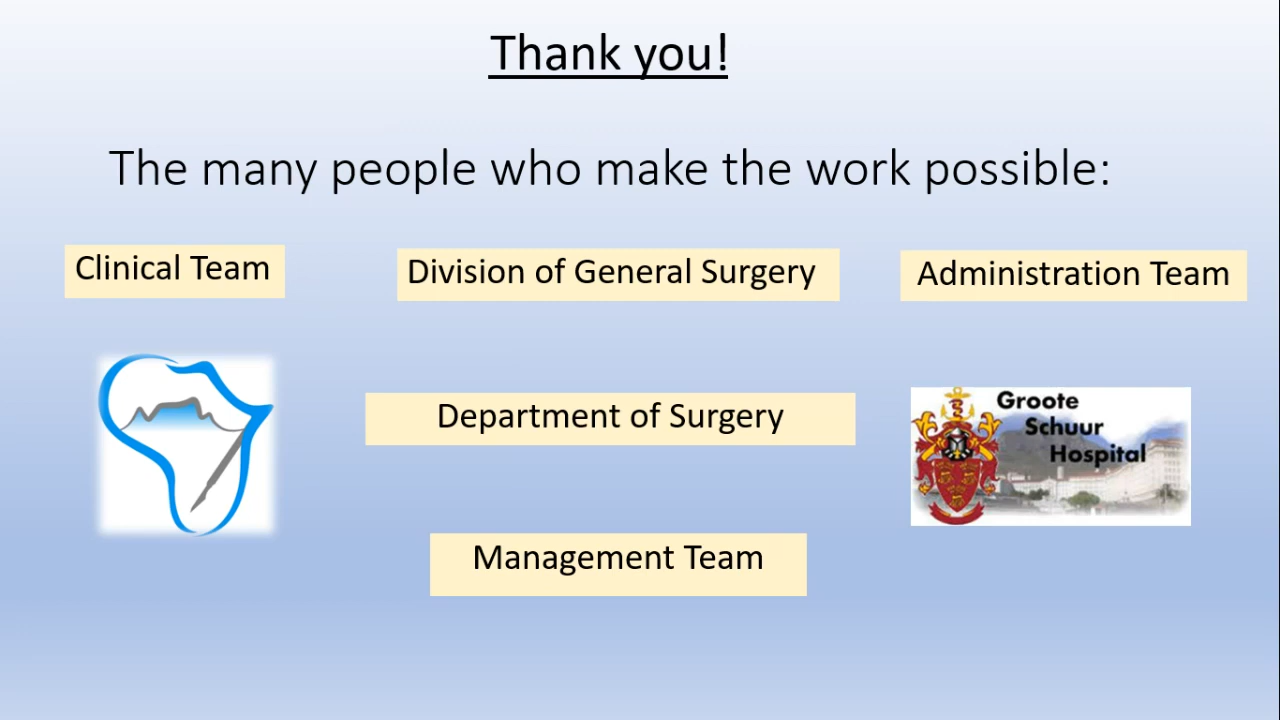 Thank you!
The many people who make the work possible:
Clinical Team
Division of General Surgery
Administration Team
Department of Surgery
Groote
Schuur
Hospital
Management Team